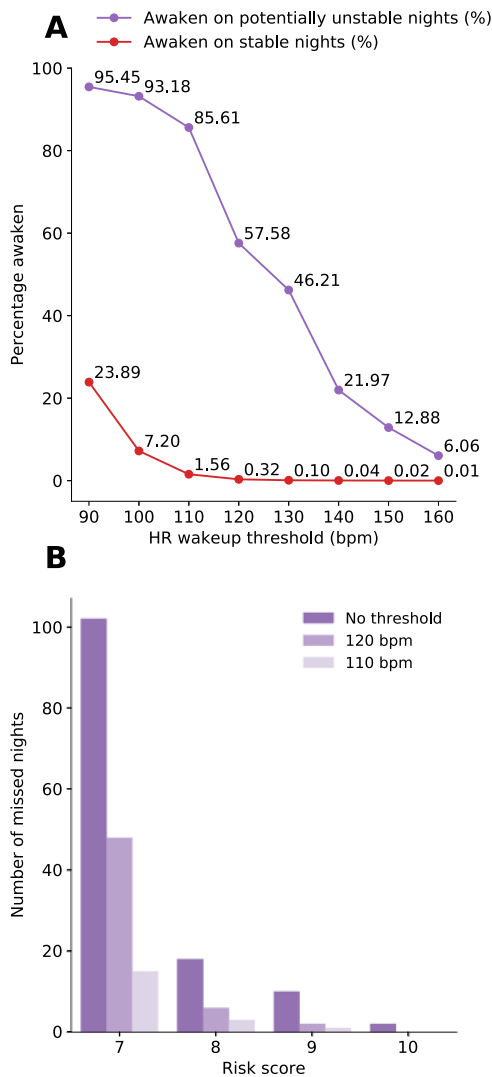 A
Awaken on potentially unstable nights (%)
Awaken on stable nights (%)
100
80
60
40
20
0
Percentage awaken
95.45
93.18
85.61
57.58
46.21
21.97
12.88
6.06
23.89
7.20
1.56
0.32
0.10
0.04
0.02
0.01
90 100 110 120 130 140 150 160
HR wakeup threshold (bpm)
B
No threshold
120 bpm
110 bpm
100
80
60
40
20
0
Number of missed nights
7 8 9 10
Risk score